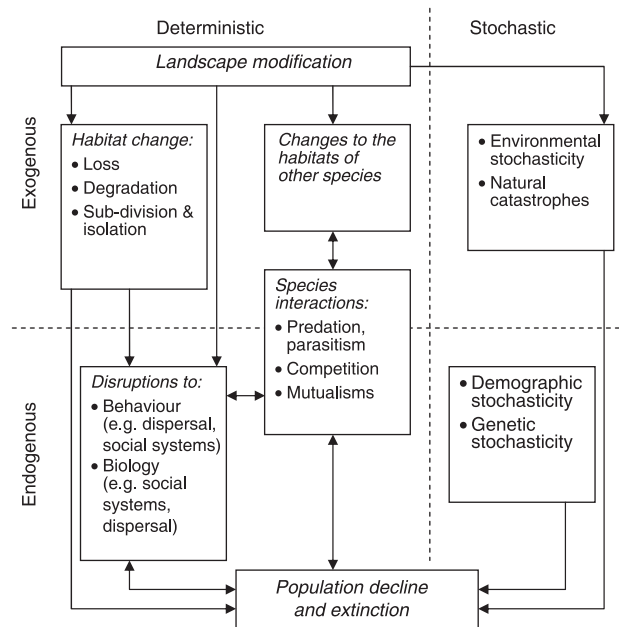 Deterministic
Stochastic
Exogenous
Endogenous
Landscape modification
Habitat change:
• Loss
• Degradation
• Sub-division &
isolation
Changes to the
habitats of
other species
• Environmental
stochasticity
• Natural
catastrophes
Species
interactions:
• Predation,
parasitism
• Competition
• Mutualisms
Disruptions to:
• Behaviour
(e.g. dispersal,
social systems)
• Biology
(e.g. social
systems,
dispersal)
• Demographic
stochasticity
• Genetic
stochasticity
Population decline
and extinction